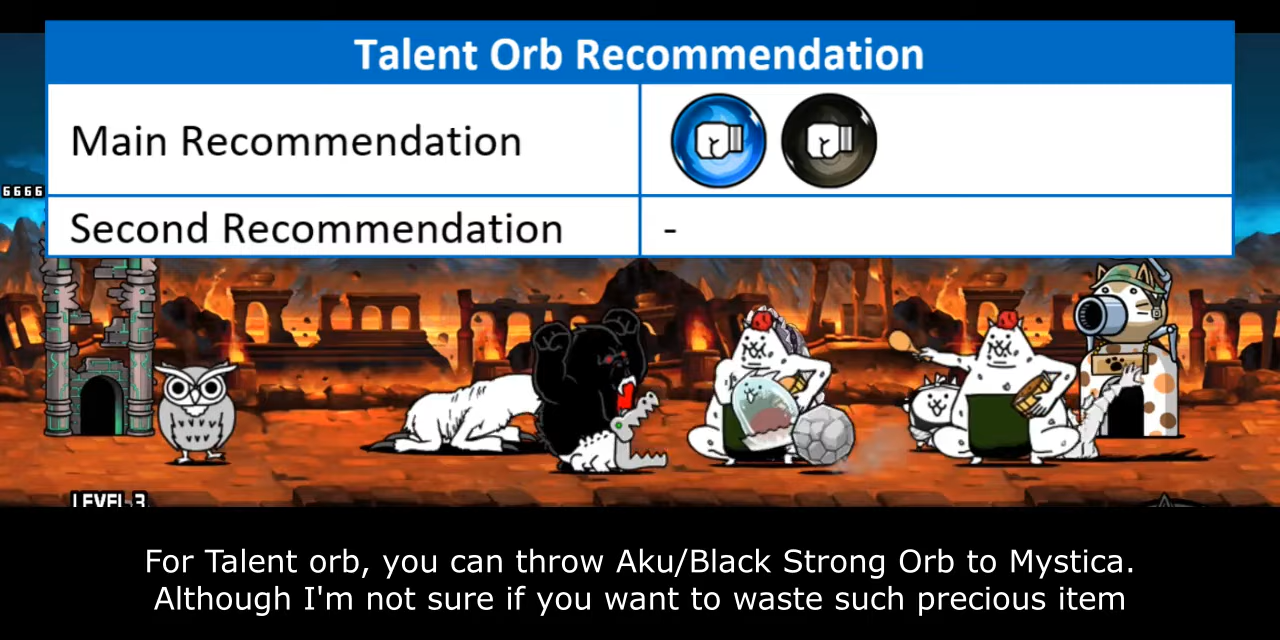 Talent Orb Recommendation
Main Recommendation
6666
Second Recommendation
-
LEVEL-3
For Talent orb, you can throw Aku/Black Strong Orb to Mystica.
Although I'm not sure if you want to waste such precious item